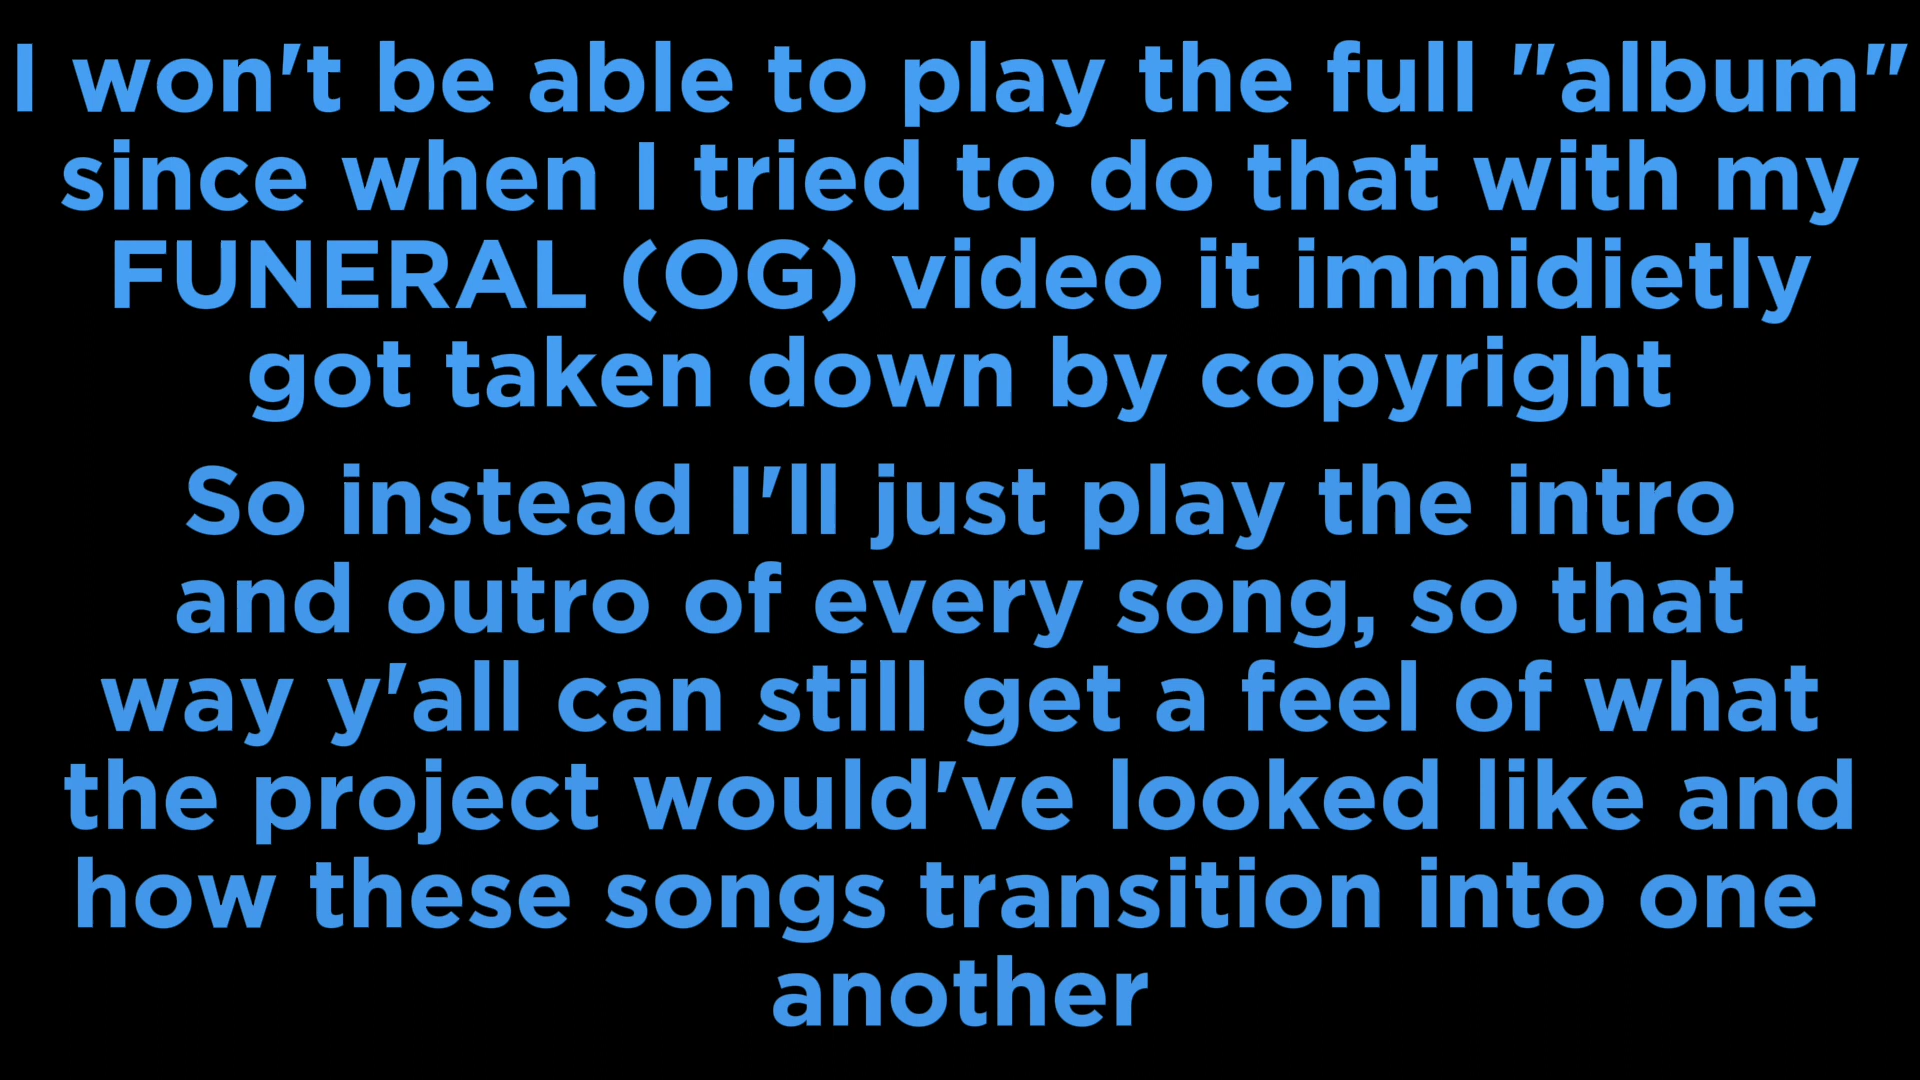 I won't be able to play the full "album"
since when I tried to do that with my
FUNERAL (OG) video it immidietly
got taken down by copyright
So instead I'll just play the intro
and outro of every song, so that
way y'all can still get a feel of what
the project would've looked like and
how these songs transition into one
another